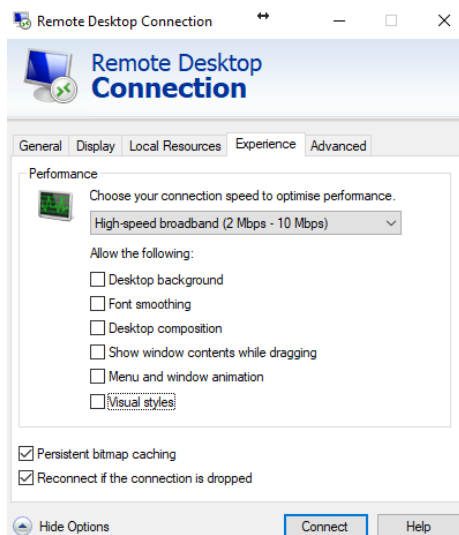 Remote Desktop Connection
Remote Desktop
Connection
General Display Local Resources Experience Advanced
Performance
Choose your connection speed to optimise performance.
High-speed broadband (2 Mbps - 10 Mbps)
Allow the following:
Desktop background
Font smoothing
Desktop composition
Show window contents while dragging
Menu and window animation
Visual styles
Persistent bitmap caching
Reconnect if the connection is dropped
Hide Options Connect Help